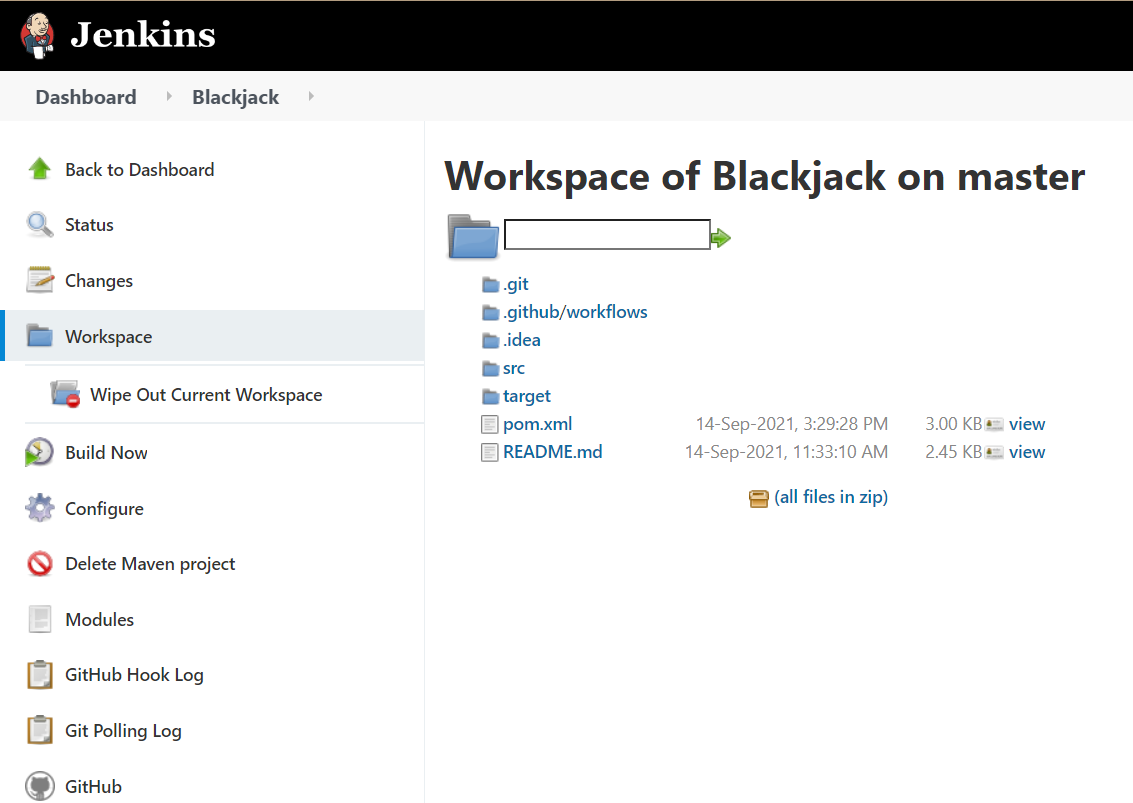 Jenkins
Dashboard Blackjack
Back to Dashboard
Status
Changes
Workspace
Wipe Out Current Workspace
Build Now
Configure
Delete Maven project
Modules
GitHub Hook Log
Git Polling Log
GitHub
Workspace of Blackjack on master
.git
.github/workflows
.idea
src
target
pom.xml 14-Sep-2021, 3:29:28 PM 3.00 KB view
README.md 14-Sep-2021, 11:33:10 AM 2.45 KB view
(all files in zip)